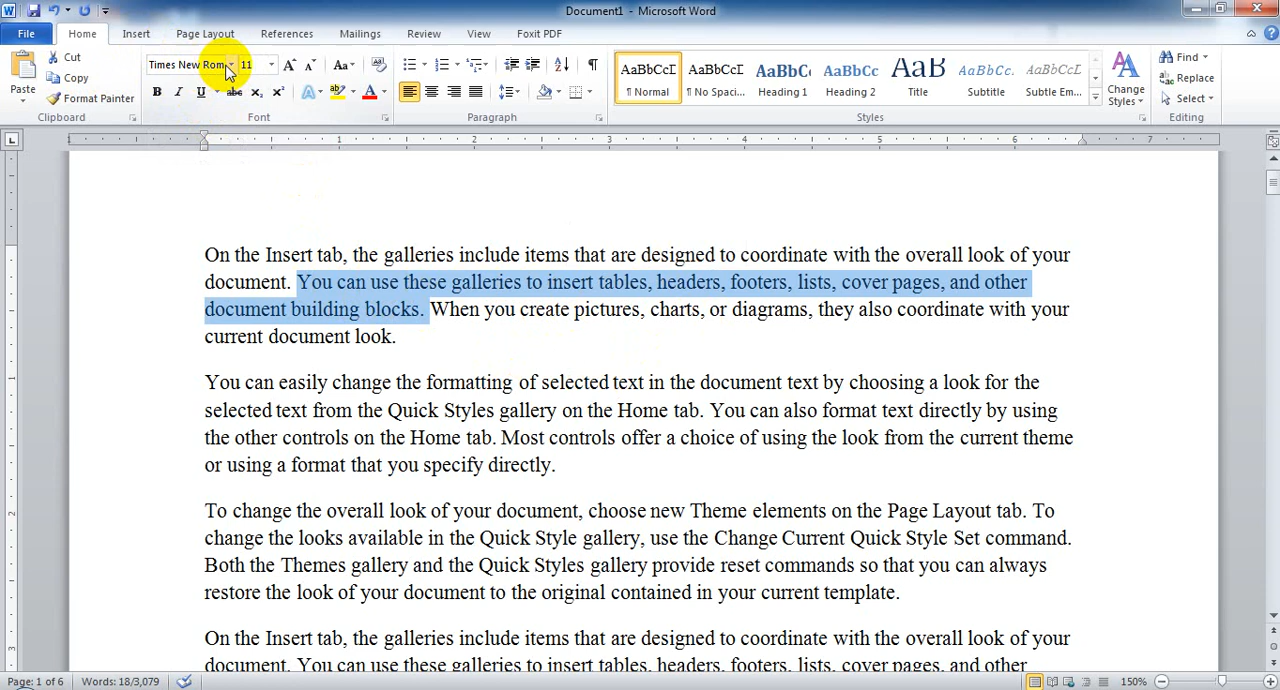 Document1 - Microsoft Word
File Home Insert Page Layout References Mailings Review View Foxit PDF
Paste
Cut
Copy
Format Painter
Clipboard
Times New Rom 11
Aa
B I U abc x₂ x² A
Font
Paragraph
AaBbCcI AaBbCcI AaBbC AaBbCc AaB AaBbCc. AaBbCcL
¶ Normal ¶ No Spaci... Heading 1 Heading 2 Title Subtitle Subtle Em...
Change Styles
Styles
Find
Replace
Select
Editing
1 1 2 3 4 5 6 7
On the Insert tab, the galleries include items that are designed to coordinate with the overall look of your
document. You can use these galleries to insert tables, headers, footers, lists, cover pages, and other
document building blocks. When you create pictures, charts, or diagrams, they also coordinate with your
current document look.
You can easily change the formatting of selected text in the document text by choosing a look for the
selected text from the Quick Styles gallery on the Home tab. You can also format text directly by using
the other controls on the Home tab. Most controls offer a choice of using the look from the current theme
or using a format that you specify directly.
To change the overall look of your document, choose new Theme elements on the Page Layout tab. To
change the looks available in the Quick Style gallery, use the Change Current Quick Style Set command.
Both the Themes gallery and the Quick Styles gallery provide reset commands so that you can always
restore the look of your document to the original contained in your current template.
On the Insert tab, the galleries include items that are designed to coordinate with the overall look of your
document. You can use these galleries to insert tables, headers, footers, lists, cover pages, and other
Page: 1 of 6 Words: 18/3,079 150%